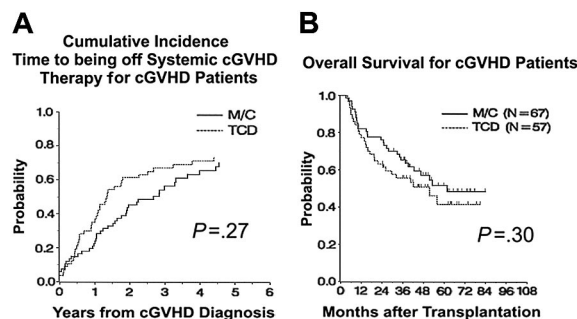 A
Cumulative Incidence
Time to being off Systemic cGVHD
Therapy for cGVHD Patients
1.0
0.8
0.6
0.4
0.2
0.0
Probability
M/C
TCD
P=.27
0 1 2 3 4 5 6
Years from cGVHD Diagnosis
B
Overall Survival for cGVHD Patients
1.0
0.8
0.6
0.4
0.2
0.0
Probability
M/C (N=67)
TCD (N=57)
P=.30
0 12 24 36 48 60 72 84 96 108
Months after Transplantation